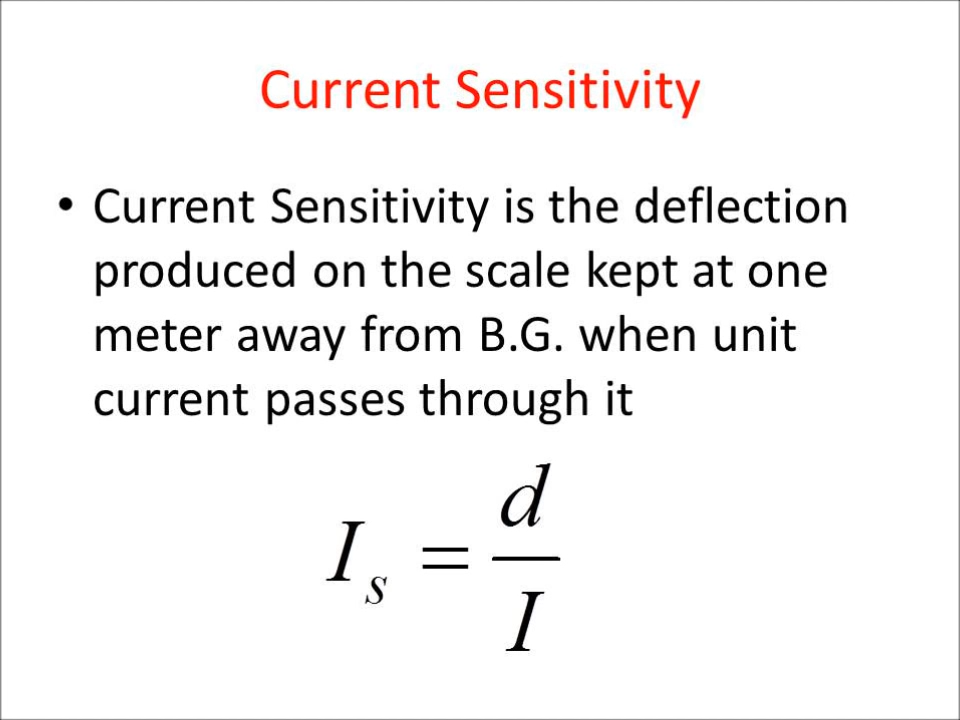 Current Sensitivity
• Current Sensitivity is the deflection
produced on the scale kept at one
meter away from B.G. when unit
current passes through it
I_s = d/I